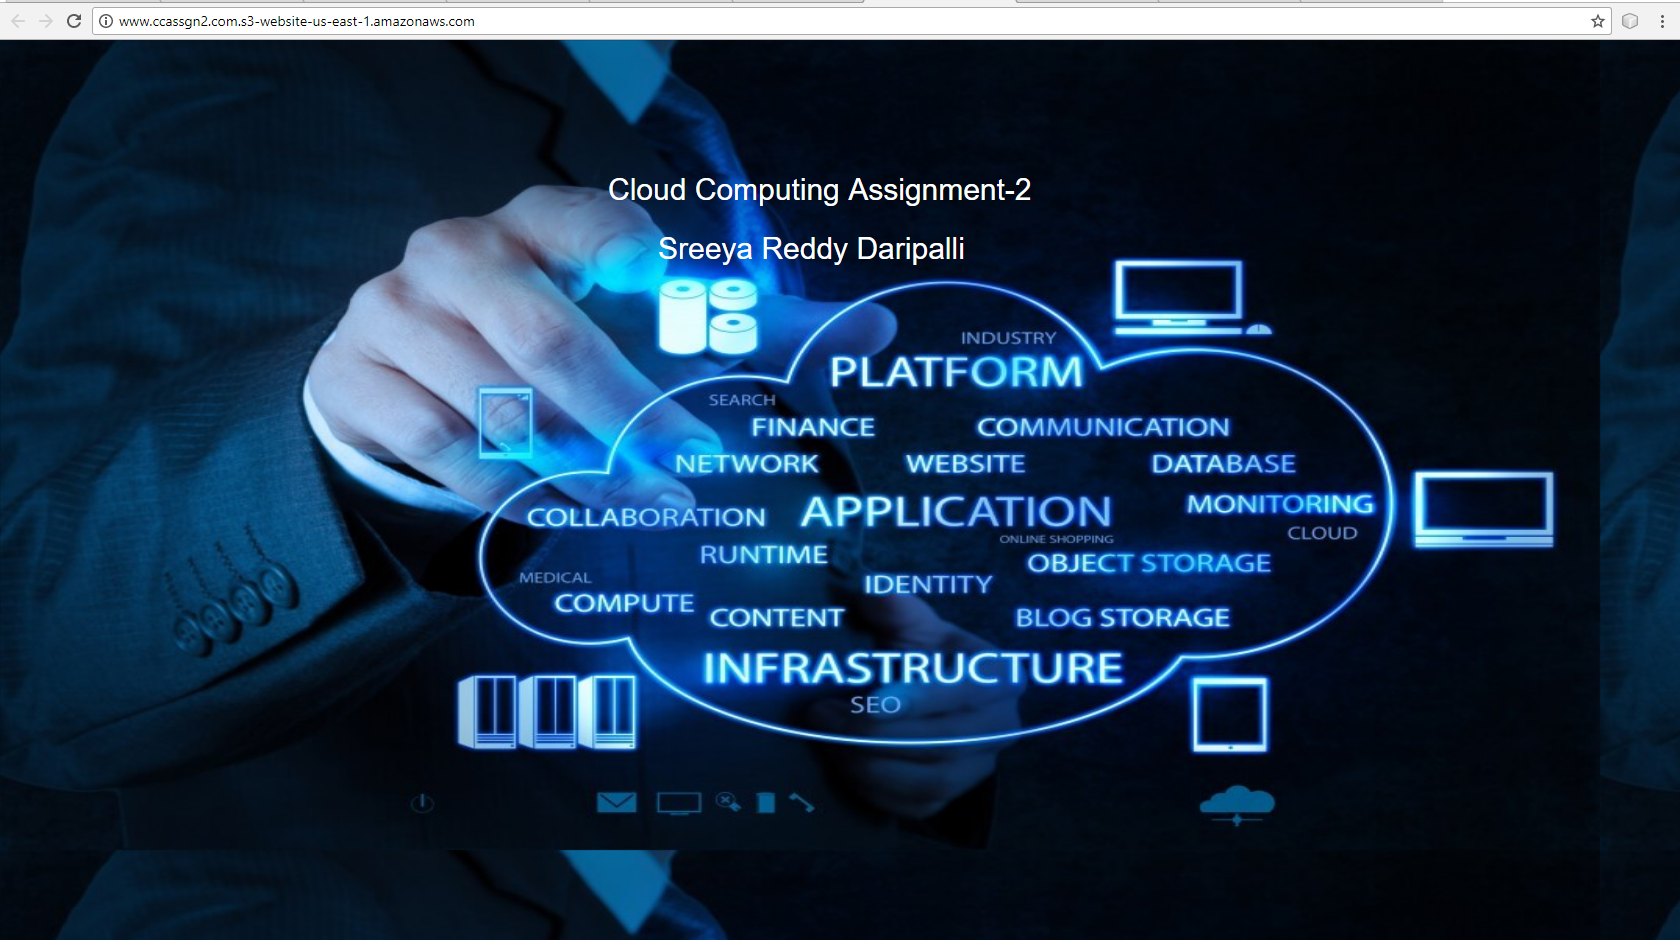 www.ccassgn2.com.s3-website-us-east-1.amazonaws.com
Cloud Computing Assignment-2
Sreeya Reddy Daripalli
INDUSTRY
PLATFORM
SEARCH
FINANCE COMMUNICATION
NETWORK WEBSITE DATABASE
COLLABORATION APPLICATION MONITORING
ONLINE SHOPPING CLOUD
RUNTIME OBJECT STORAGE
MEDICAL IDENTITY
COMPUTE CONTENT BLOG STORAGE
INFRASTRUCTURE
SEO